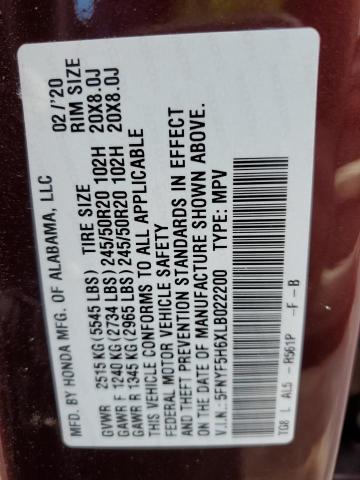 MFD. BY HONDA MFG. OF ALABAMA, LLC 02 / '20
TIRE SIZE RIM SIZE
GVWR 2515 KG (5545 LBS)
GAWR F 1240 KG (2734 LBS) 245/50R20 102H 20X8.0J
GAWR R 1345 KG (2965 LBS) 245/50R20 102H 20X8.0J
THIS VEHICLE CONFORMS TO ALL APPLICABLE
FEDERAL MOTOR VEHICLE SAFETY
AND THEFT PREVENTION STANDARDS IN EFFECT
ON THE DATE OF MANUFACTURE SHOWN ABOVE.
V.I.N.: 5FNYF5H6XLB022200 TYPE: MPV
TG8 L AL5 - R561P -F-B